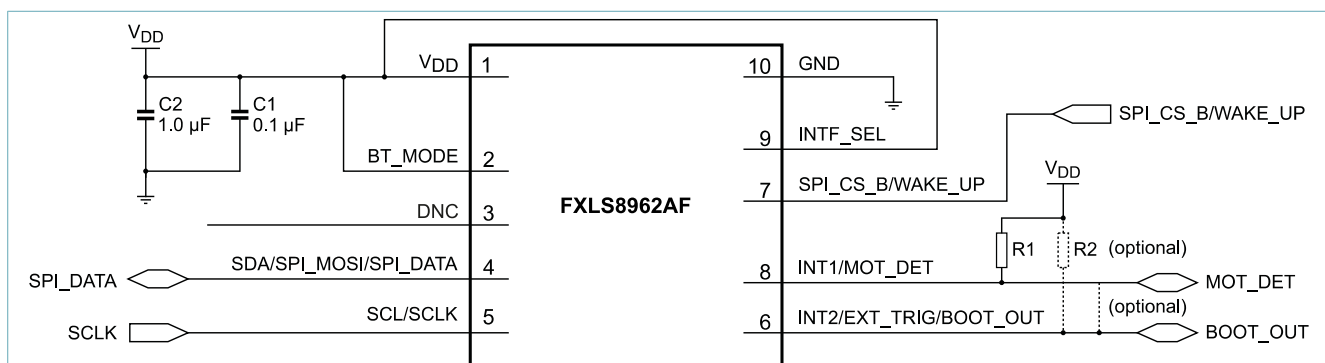 VDD
VDD 1
10 GND
C2
1.0 µF
C1
0.1 µF
SPI_CS_B/WAKE_UP
9 INTF_SEL
BT_MODE 2
VDD
7 SPI_CS_B/WAKE_UP
FXLS8962AF
DNC 3
R1
R2 (optional)
SPI_DATA
SDA/SPI_MOSI/SPI_DATA 4
8 INT1/MOT_DET
MOT_DET
(optional)
SCLK
SCL/SCLK 5
6 INT2/EXT_TRIG/BOOT_OUT
BOOT_OUT